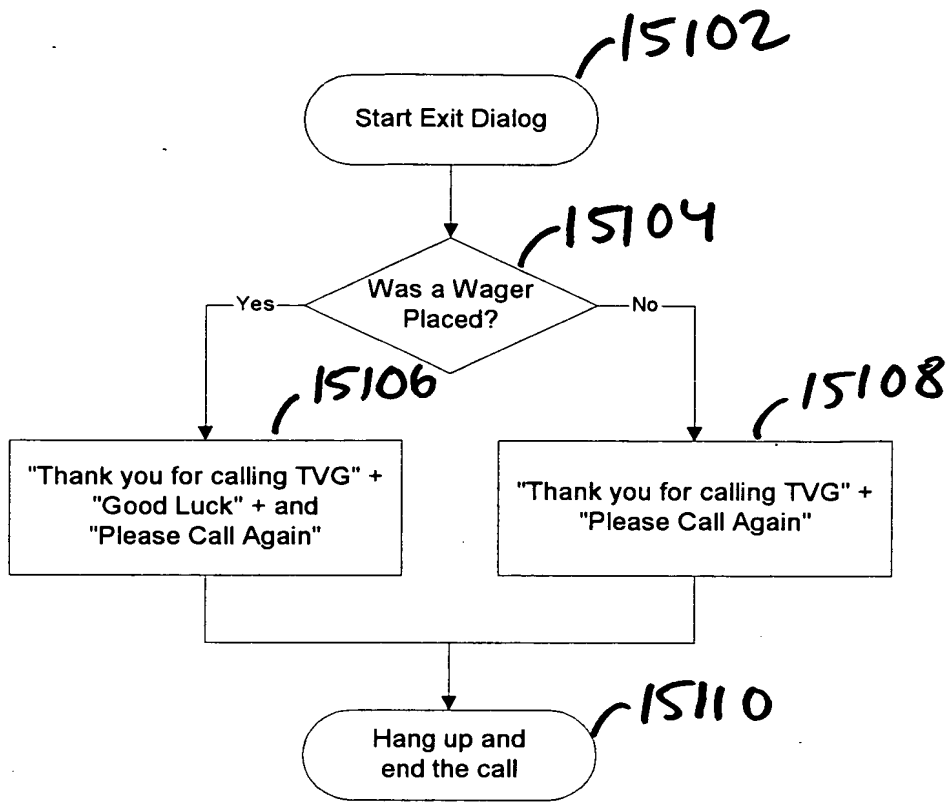 15102
Start Exit Dialog
15104
Was a Wager
Placed?
Yes
No
15106
15108
"Thank you for calling TVG" +
"Good Luck" + and
"Please Call Again"
"Thank you for calling TVG" +
"Please Call Again"
15110
Hang up and
end the call